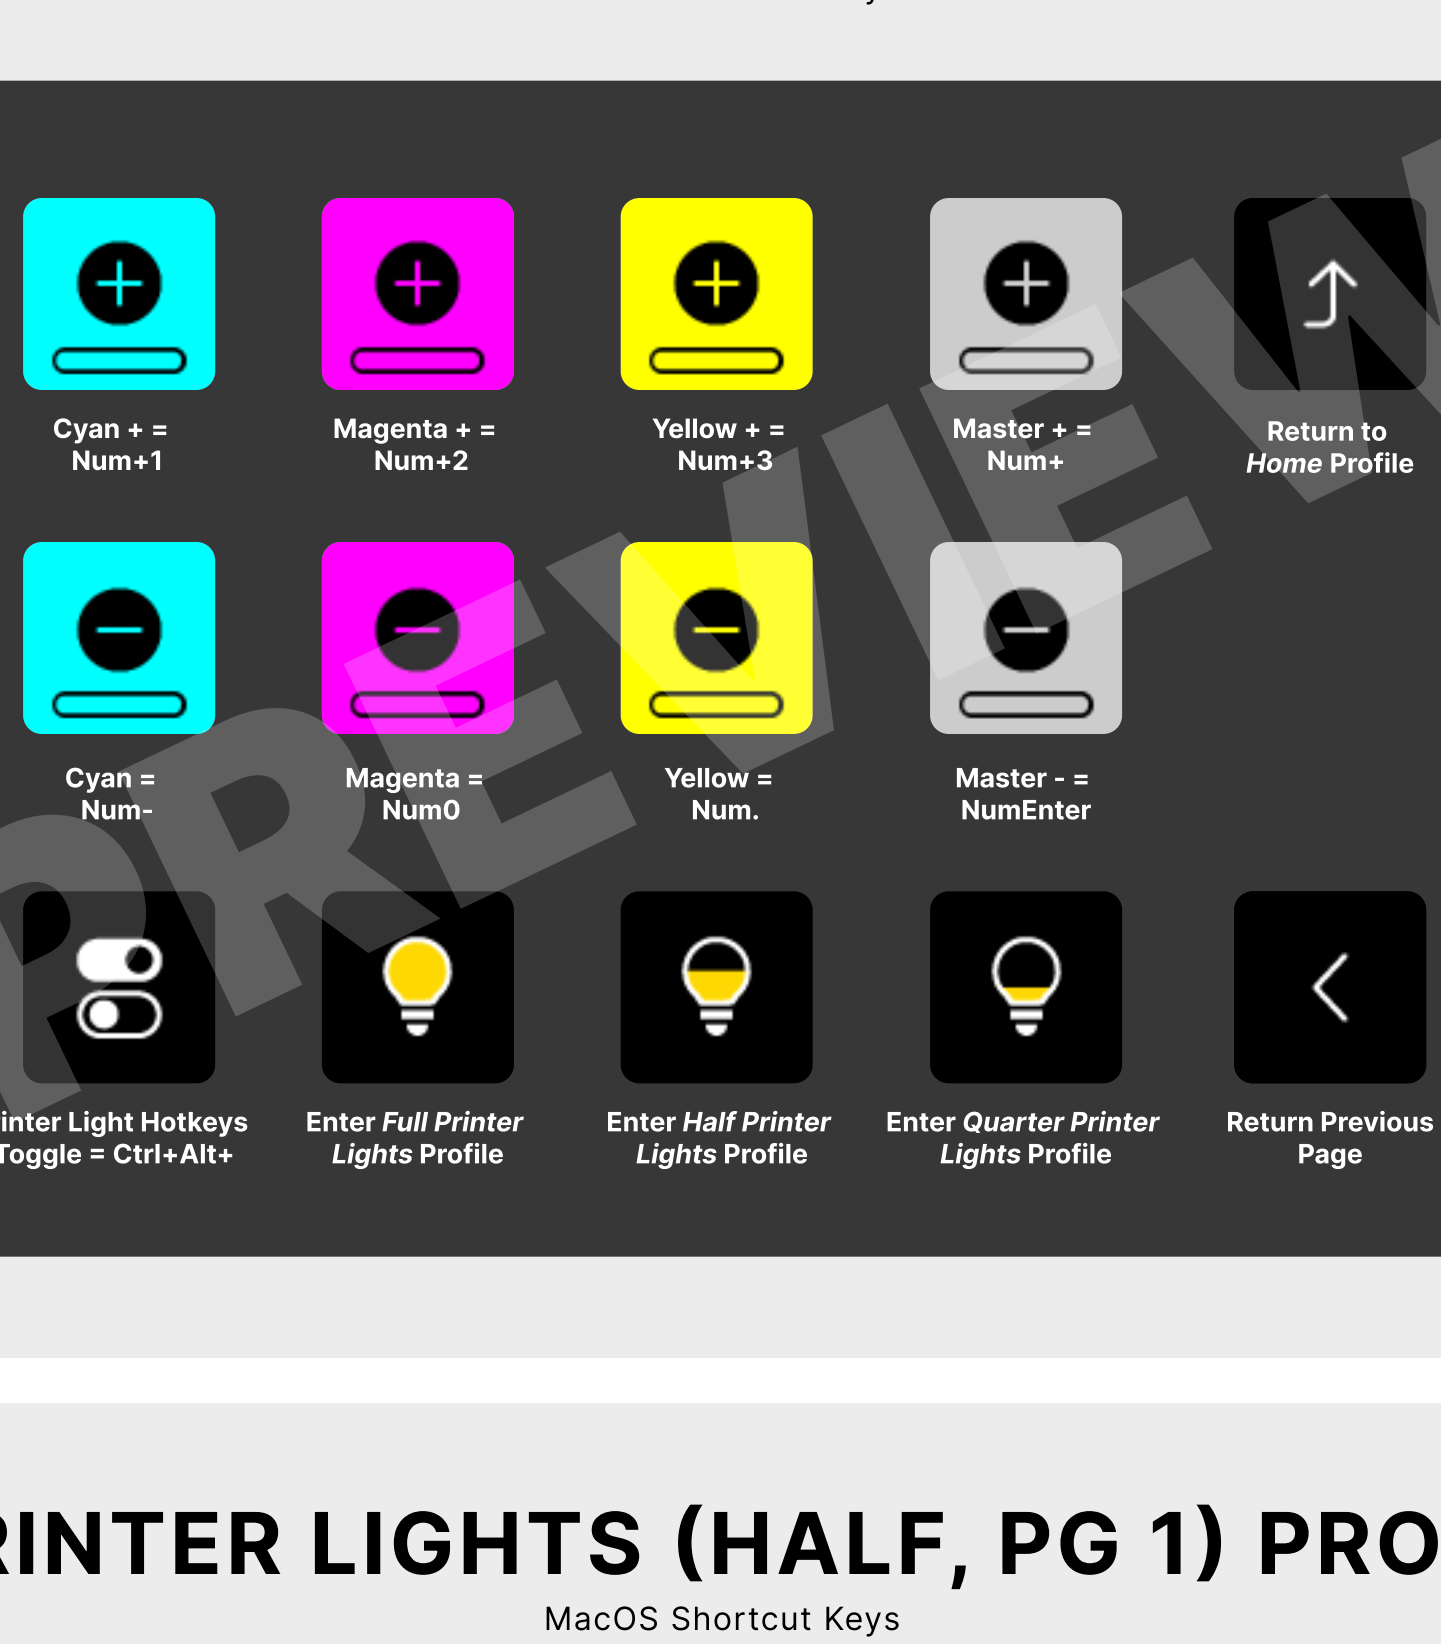 Cyan + =
Num+1
Magenta + =
Num+2
Yellow + =
Num+3
Master + =
Num+
Return to
Home Profile
Cyan =
Num-
Magenta =
Num0
Yellow =
Num.
Master - =
NumEnter
inter Light Hotkeys
Toggle = Ctrl+Alt+
Enter Full Printer
Lights Profile
Enter Half Printer
Lights Profile
Enter Quarter Printer
Lights Profile
Return Previous
Page
PREVIEW
RINTER LIGHTS (HALF, PG 1) PRO
MacOS Shortcut Keys